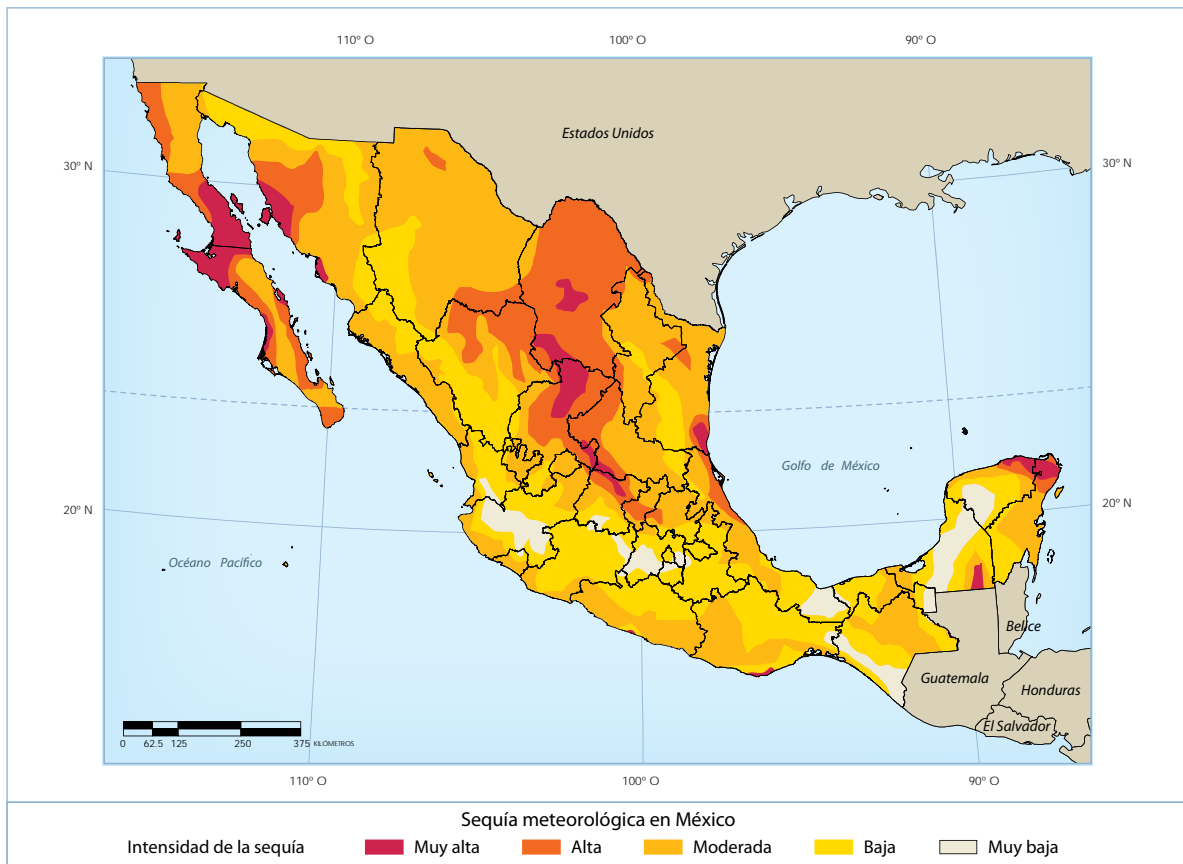 110° O 100° O 90° O
Estados Unidos
30° N 30° N
Golfo de México
20° N 20° N
Océano Pacífico
Belice
Guatemala
Honduras
El Salvador
0 62.5 125 250 375 KILÓMETROS
110° O 100° O 90° O
Sequía meteorológica en México
Intensidad de la sequía Muy alta Alta Moderada Baja Muy baja